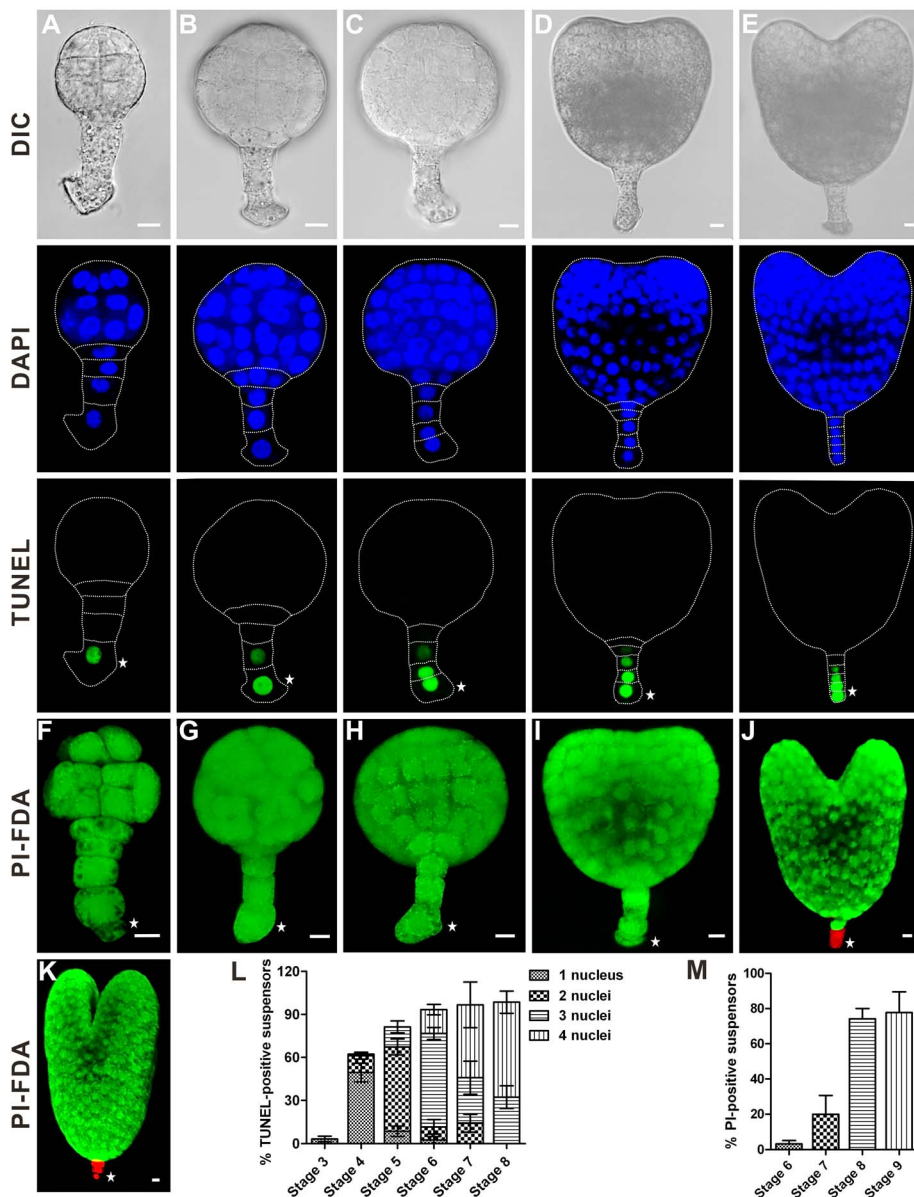 A B C D E
DIC
DAPI
TUNEL
F G H I J
PI-FDA
K
PI-FDA
L
% TUNEL-positive suspensors
120
90
60
30
0
Stage 3 Stage 4 Stage 5 Stage 6 Stage 7 Stage 8
1 nucleus
2 nuclei
3 nuclei
4 nuclei
M
% PI-positive suspensors
100
80
60
40
20
0
Stage 6 Stage 7 Stage 8 Stage 9